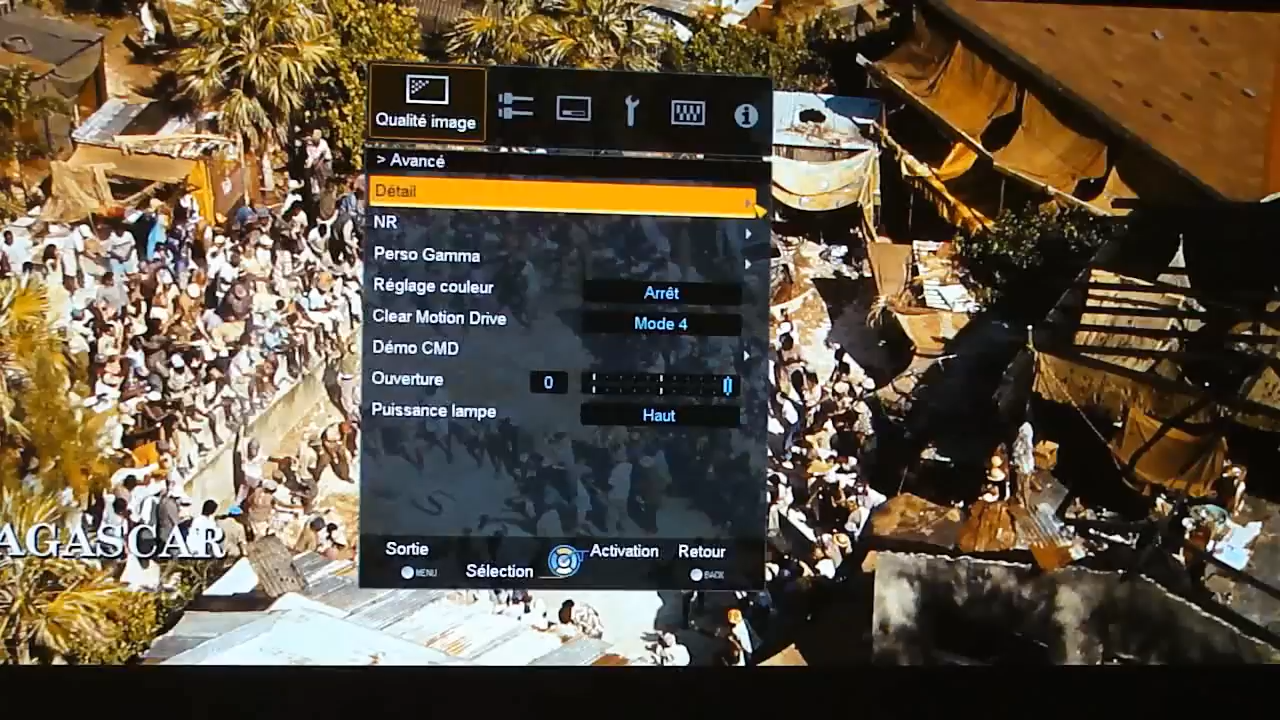 Qualité image
> Avancé
Détail
NR
Perso Gamma
Réglage couleur Arrêt
Clear Motion Drive Mode 4
Démo CMD
Ouverture 0
Puissance lampe Haut
AGASCAR
Sortie Activation Retour
MENU Sélection BACK